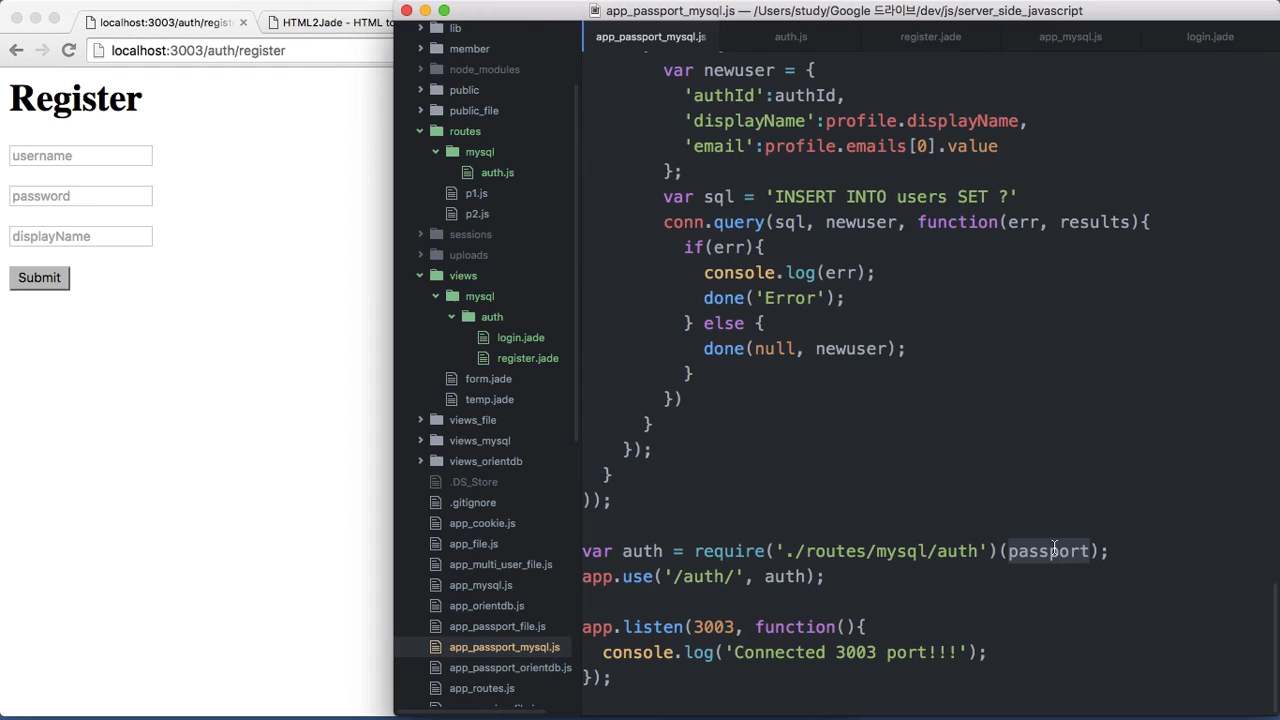 localhost:3003/auth/regist
HTML2Jade - HTML to
localhost:3003/auth/register
Register
username
password
displayName
Submit
app_passport_mysql.js — /Users/study/Google 드라이브/dev/js/server_side_javascript
lib
member
node_modules
public
public_file
routes
mysql
auth.js
p1.js
p2.js
sessions
uploads
views
mysql
auth
login.jade
register.jade
form.jade
temp.jade
views_file
views_mysql
views_orientdb
.DS_Store
.gitignore
app_cookie.js
app_file.js
app_multi_user_file.js
app_mysql.js
app_orientdb.js
app_passport_file.js
app_passport_mysql.js
app_passport_orientdb.js
app_routes.js
app_passport_mysql.js
auth.js
register.jade
app_mysql.js
login.jade
var newuser = {
'authId':authId,
'displayName':profile.displayName,
'email':profile.emails[0].value
};
var sql = 'INSERT INTO users SET ?'
conn.query(sql, newuser, function(err, results){
if(err){
console.log(err);
done('Error');
} else {
done(null, newuser);
}
})
}
});
}
));
var auth = require('./routes/mysql/auth')(passport);
app.use('/auth/', auth);
app.listen(3003, function(){
console.log('Connected 3003 port!!!');
});